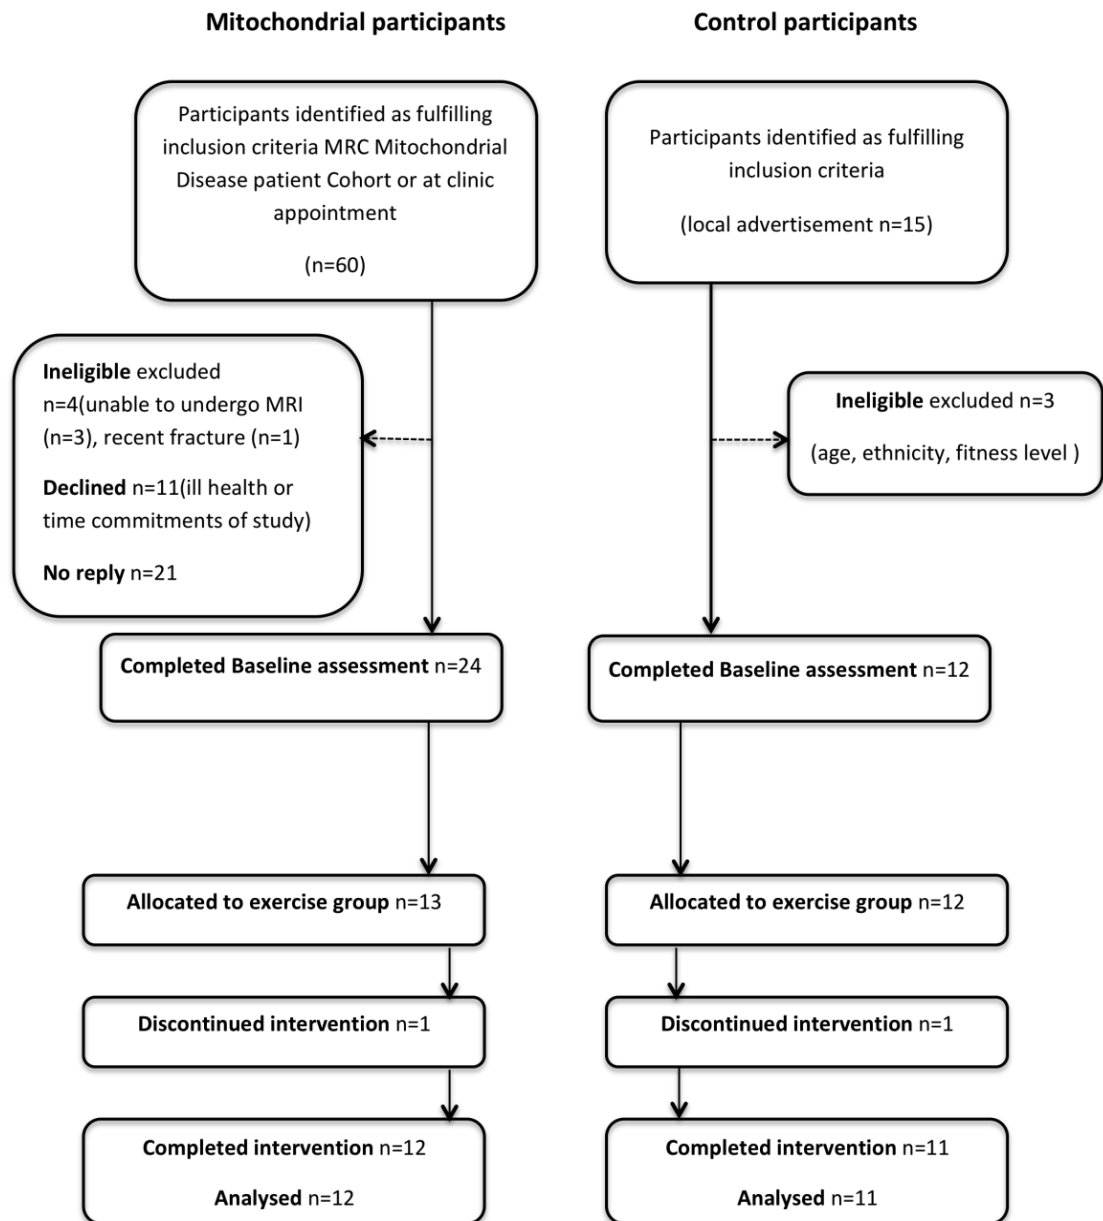 Mitochondrial participants
Control participants
Participants identified as fulfilling
inclusion criteria MRC Mitochondrial
Disease patient Cohort or at clinic
appointment
(n=60)
Participants identified as fulfilling
inclusion criteria
(local advertisement n=15)
Ineligible excluded
n=4(unable to undergo MRI
(n=3), recent fracture (n=1)
Declined n=11(ill health or
time commitments of study)
No reply n=21
Ineligible excluded n=3
(age, ethnicity, fitness level )
Completed Baseline assessment n=24
Completed Baseline assessment n=12
Allocated to exercise group n=13
Allocated to exercise group n=12
Discontinued intervention n=1
Discontinued intervention n=1
Completed intervention n=12
Analysed n=12
Completed intervention n=11
Analysed n=11